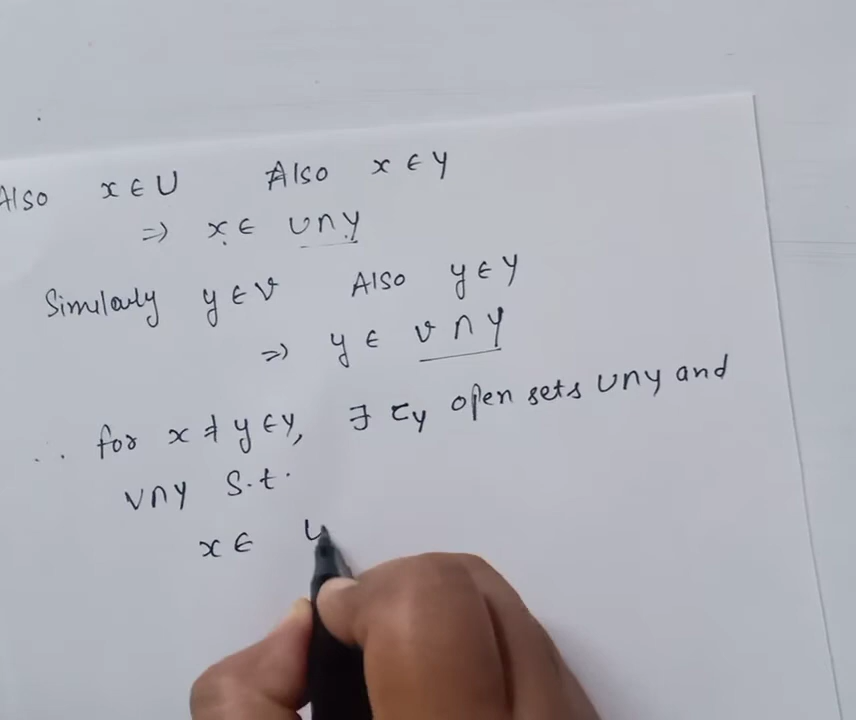 Also x ∈ U Also x ∈ Y
⇒ x ∈ U∩Y
Similarly y ∈ V Also y ∈ Y
⇒ y ∈ V ∩ Y
∴ for x ≠ y ∈ Y, ∃ τy open sets U∩Y and
V∩Y s.t.
x ∈ U